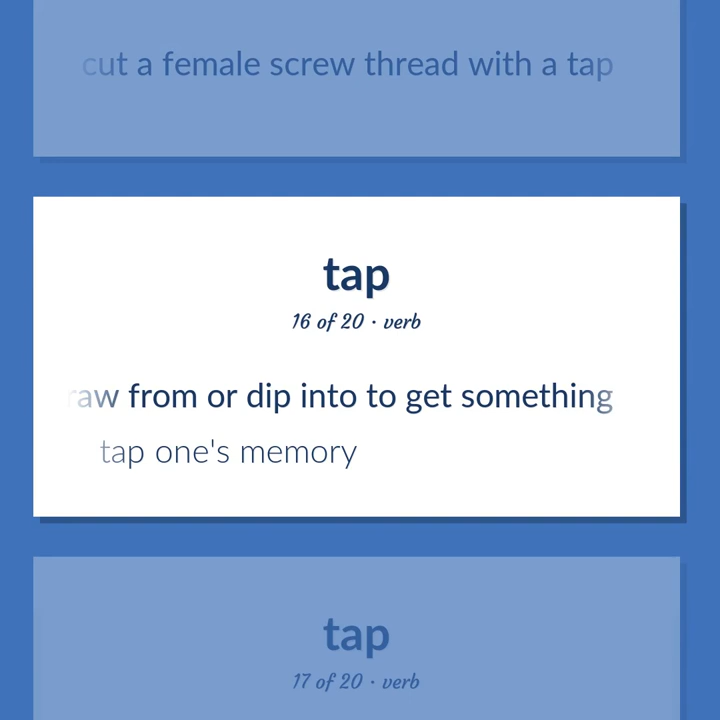 cut a female screw thread with a tap
tap
16 of 20 · verb
raw from or dip into to get something
tap one's memory
tap
17 of 20 · verb